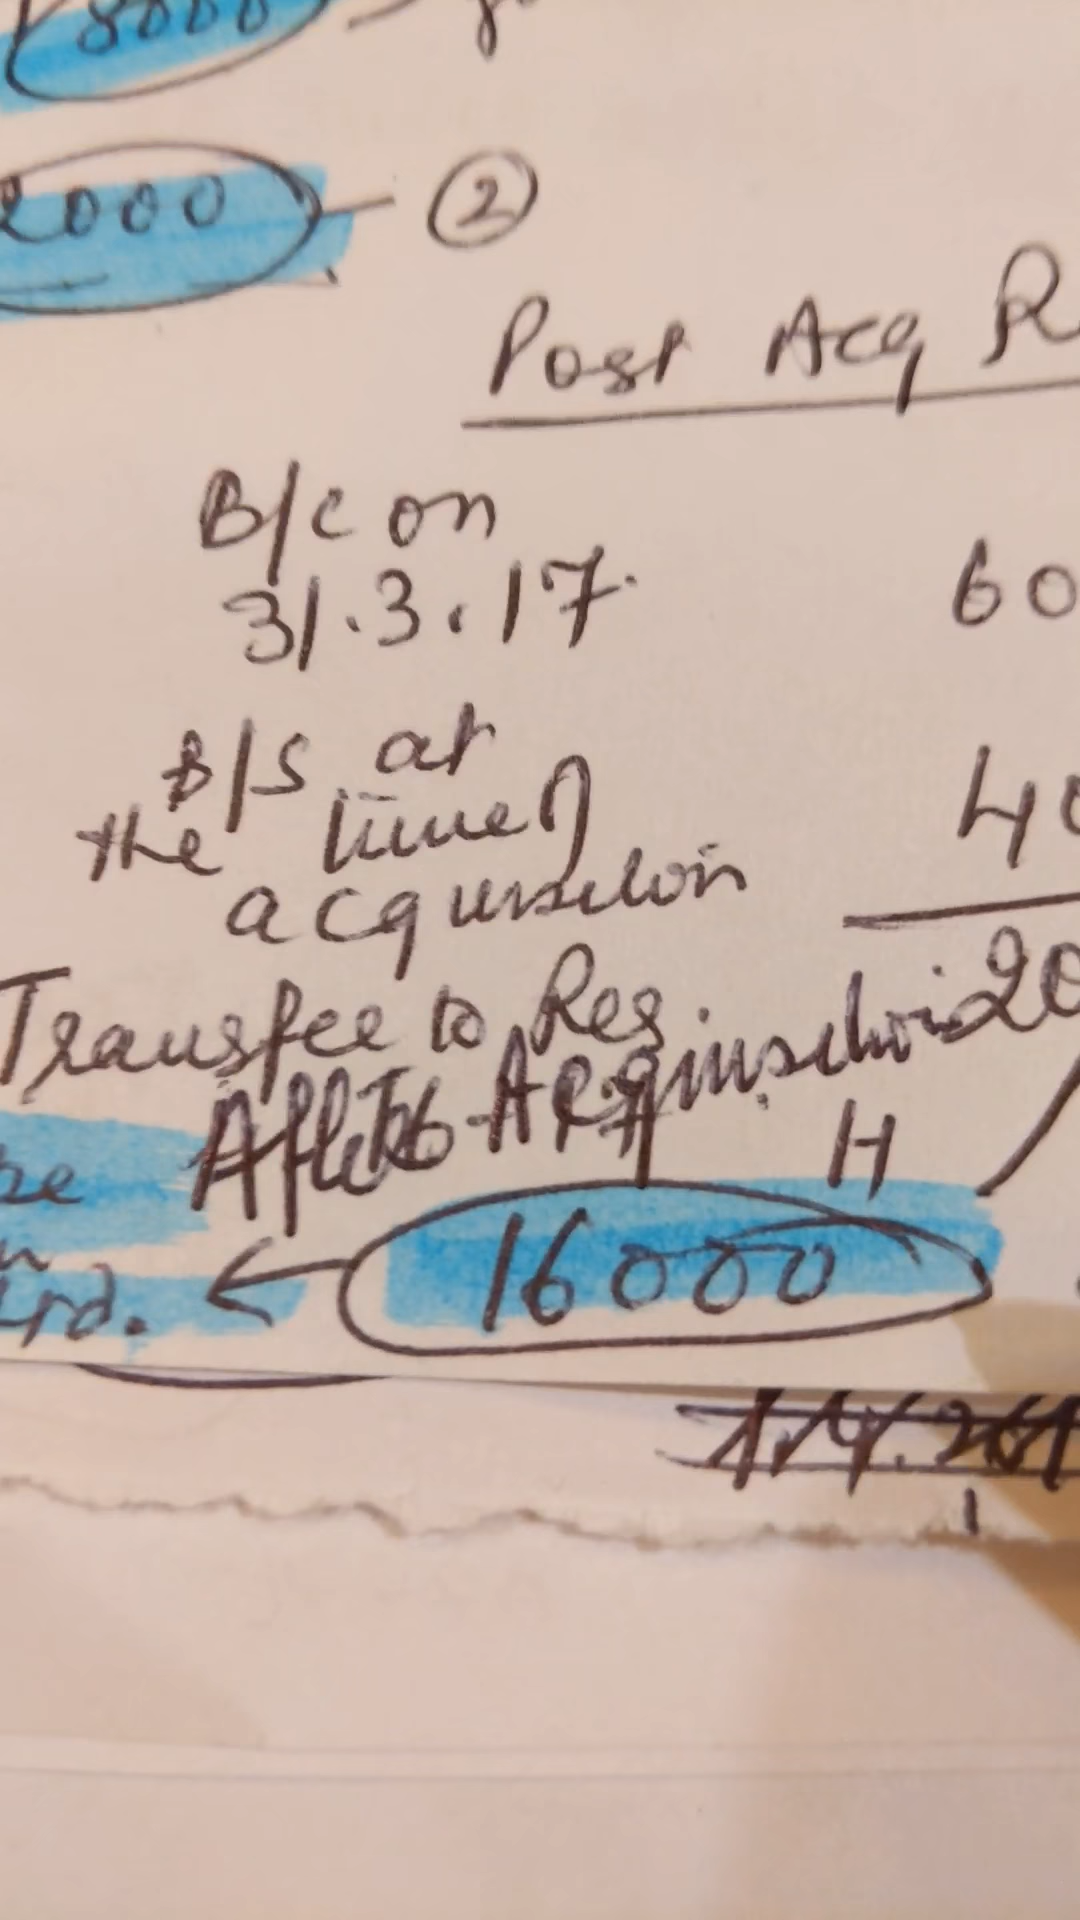 8000
2000 — ②
Post Acq R
B/c on
31.3.17. 60
B/S at
the time of 40
acquisition
Transfer to Res. 20
After Acquisition
H
16000